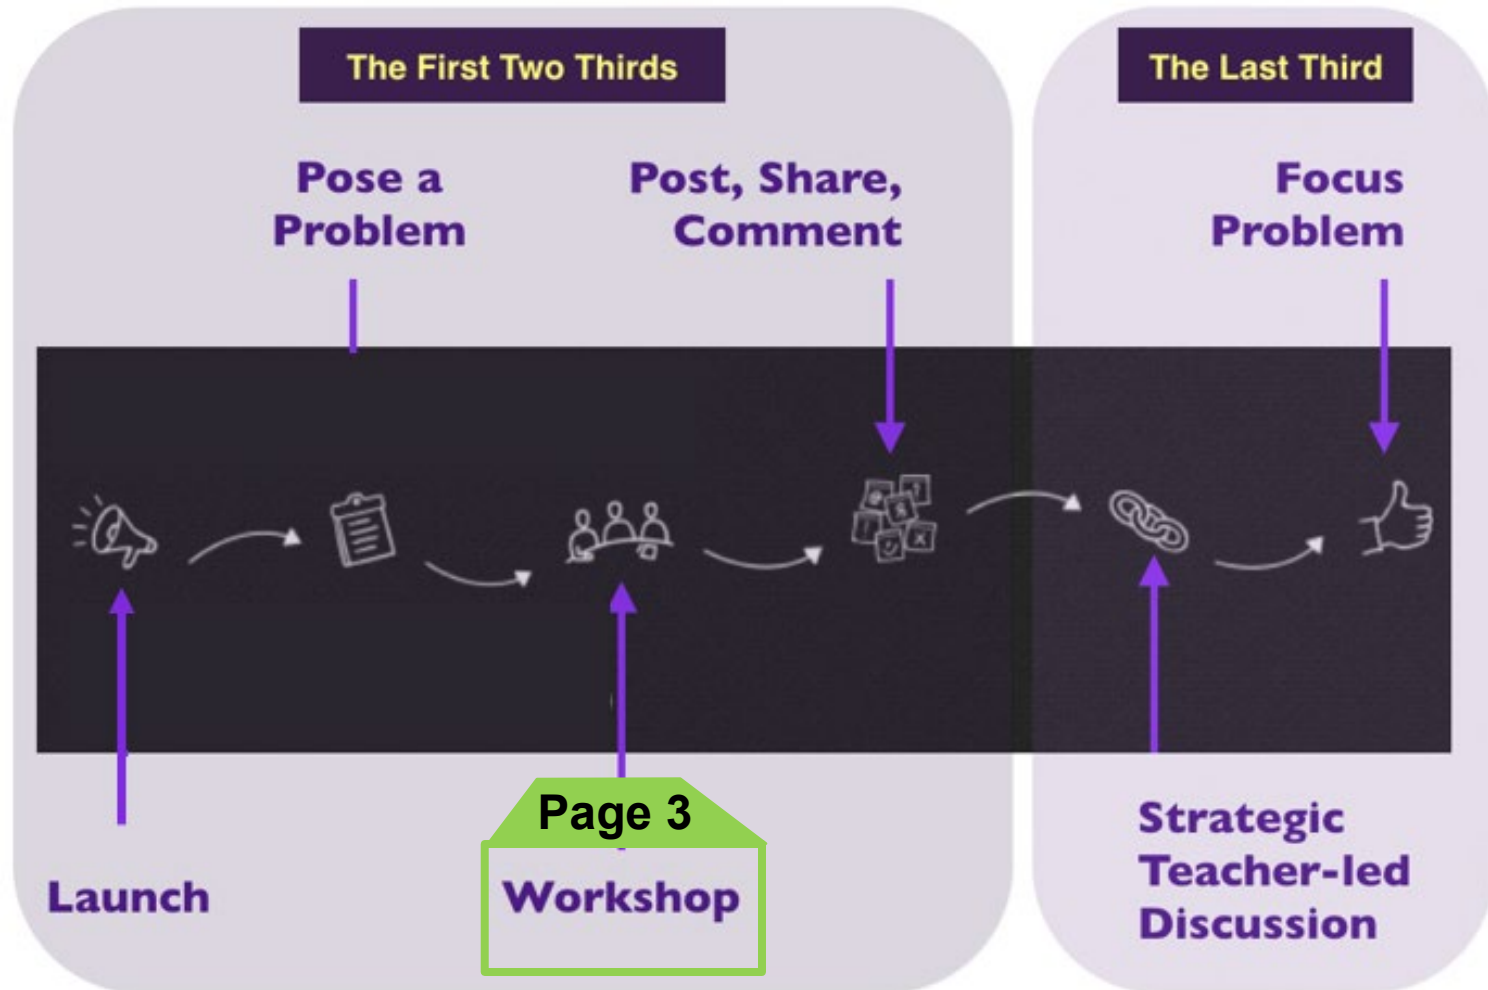 The First Two Thirds
The Last Third
Pose a
Problem
Post, Share,
Comment
Focus
Problem
Page 3
Launch
Workshop
Strategic
Teacher-led
Discussion